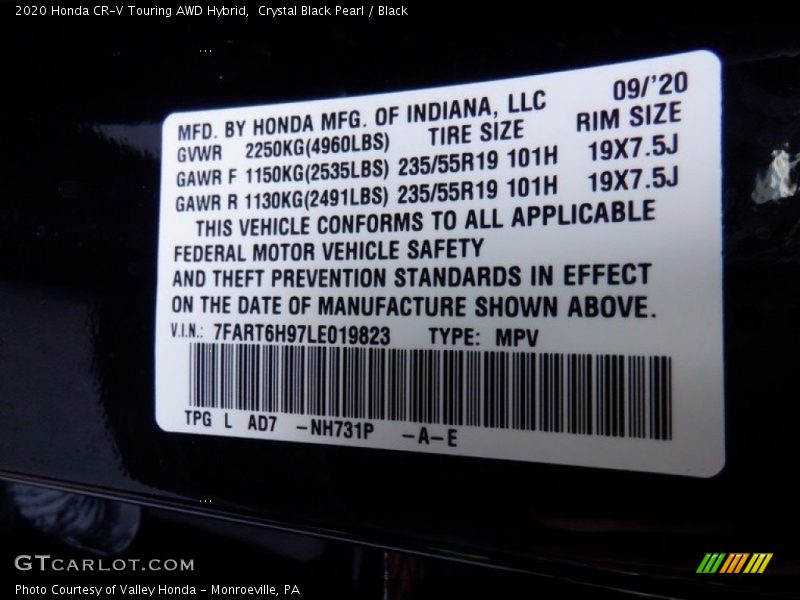 2020 Honda CR-V Touring AWD Hybrid,  Crystal Black Pearl / Black
MFD. BY HONDA MFG. OF INDIANA, LLC 09/'20
GVWR 2250KG(4960LBS) TIRE SIZE RIM SIZE
GAWR F 1150KG(2535LBS) 235/55R19 101H 19X7.5J
GAWR R 1130KG(2491LBS) 235/55R19 101H 19X7.5J
THIS VEHICLE CONFORMS TO ALL APPLICABLE
FEDERAL MOTOR VEHICLE SAFETY
AND THEFT PREVENTION STANDARDS IN EFFECT
ON THE DATE OF MANUFACTURE SHOWN ABOVE.
V.I.N.: 7FART6H97LE019823 TYPE: MPV
TPG L AD7 -NH731P -A-E
GTCARLOT.COM
Photo Courtesy of Valley Honda - Monroeville, PA